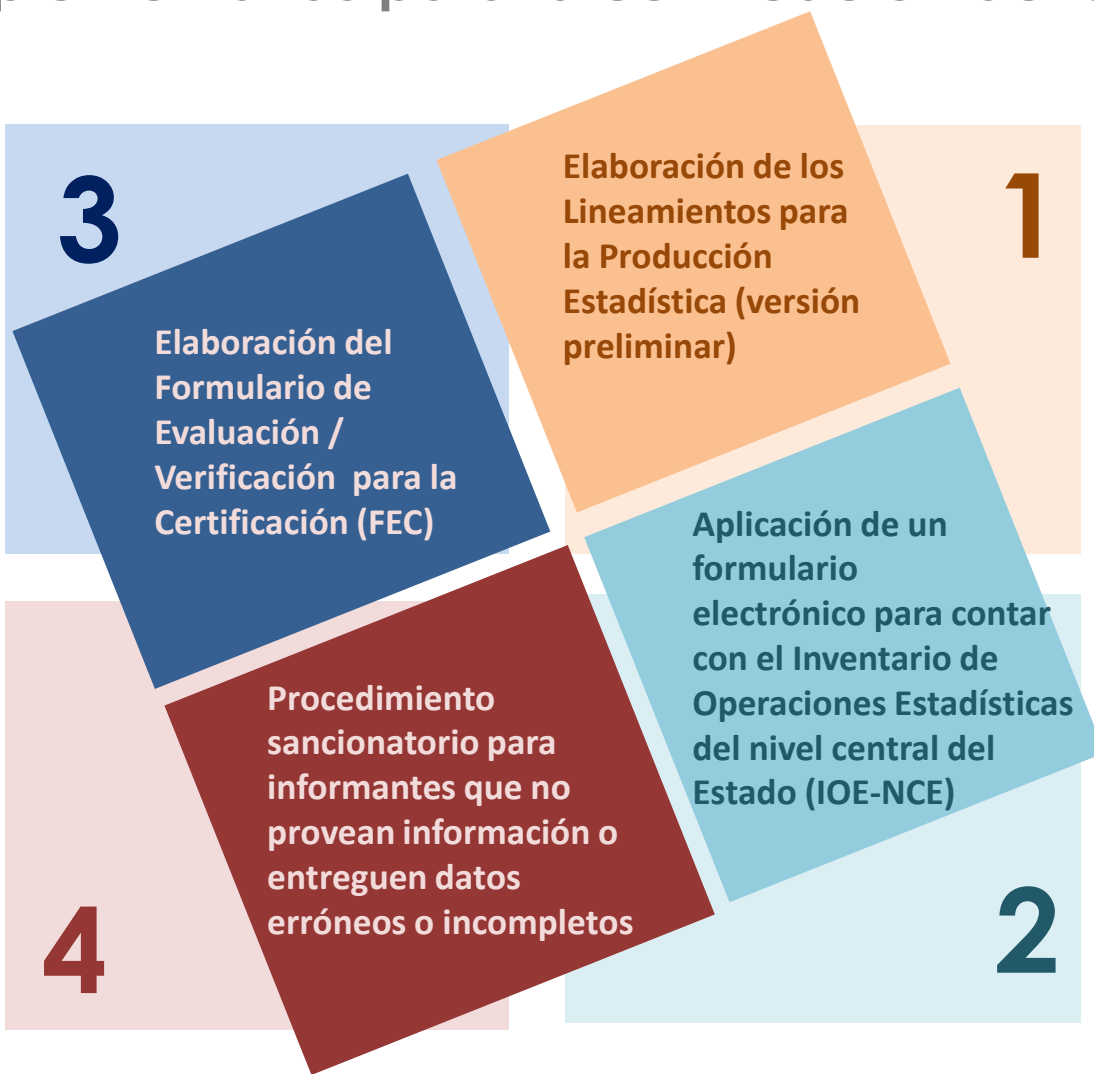 1
Elaboración de los
Lineamientos para
la Producción
Estadística (versión
preliminar)
2
Aplicación de un
formulario
electrónico para contar
con el Inventario de
Operaciones Estadísticas
del nivel central del
Estado (IOE-NCE)
3
Elaboración del
Formulario de
Evaluación /
Verificación para la
Certificación (FEC)
4
Procedimiento
sancionatorio para
informantes que no
provean información o
entreguen datos
erróneos o incompletos